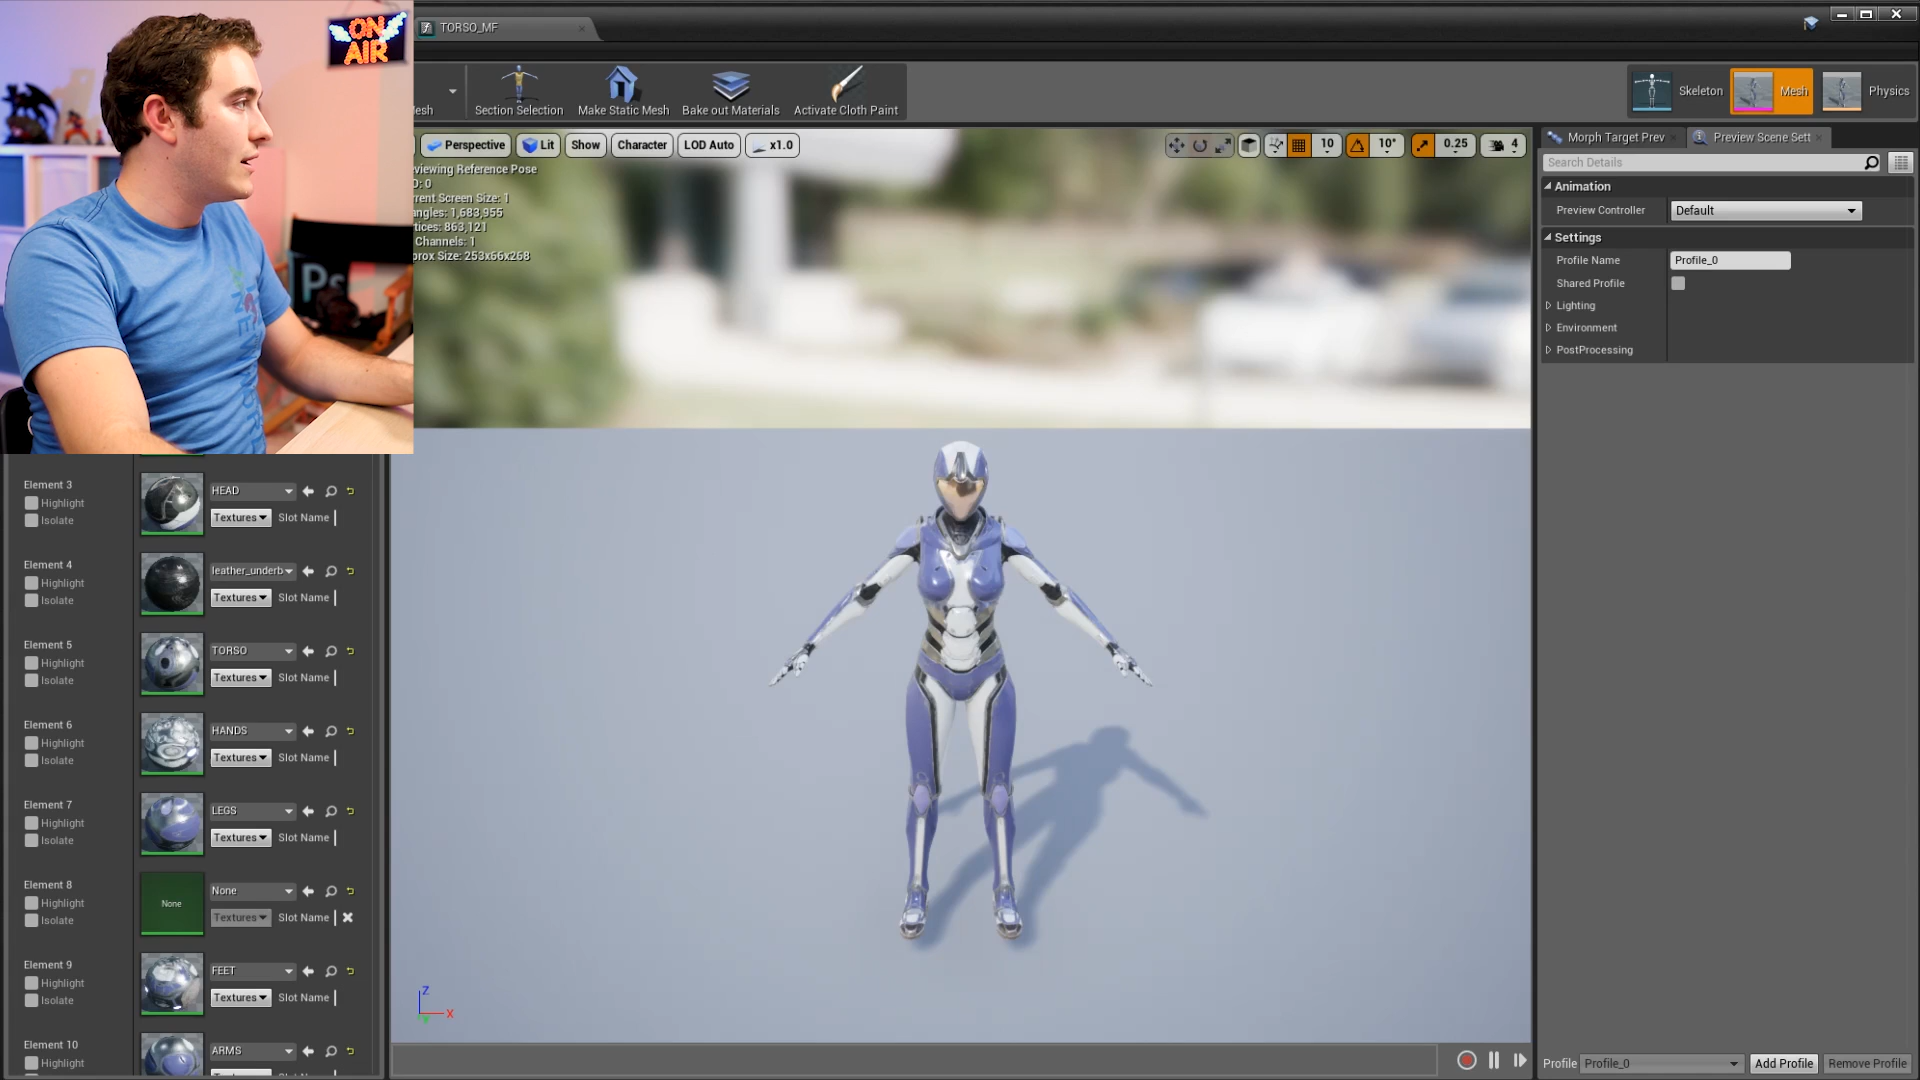 ON
AIR
Ps
TORSO_MF
esh
Section Selection
Make Static Mesh
Bake out Materials
Activate Cloth Paint
Skeleton
Mesh
Physics
Perspective
Lit
Show
Character
LOD Auto
x1.0
10
10°
0.25
4
viewing Reference Pose
D: 0
rrent Screen Size: 1
angles: 1,683,955
tices: 863,121
Channels: 1
prox Size: 253x66x268
Morph Target Prev
Preview Scene Sett
Search Details
Animation
Preview Controller
Default
Settings
Profile Name
Profile_0
Shared Profile
Lighting
Environment
PostProcessing
Element 3
Highlight
Isolate
HEAD
Textures
Slot Name
Element 4
Highlight
Isolate
leather_underb
Textures
Slot Name
Element 5
Highlight
Isolate
TORSO
Textures
Slot Name
Element 6
Highlight
Isolate
HANDS
Textures
Slot Name
Element 7
Highlight
Isolate
LEGS
Textures
Slot Name
Element 8
Highlight
Isolate
None
None
Textures
Slot Name
Element 9
Highlight
Isolate
FEET
Textures
Slot Name
Element 10
Highlight
ARMS
Z
X
Profile
Profile_0
Add Profile
Remove Profile